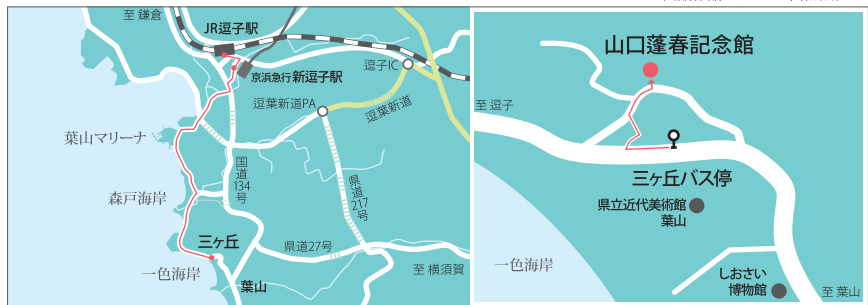 至 鎌倉
JR逗子駅
京浜急行新逗子駅
逗子IC
逗葉新道PA
逗葉新道
葉山マリーナ
国道134号
森戸海岸
県道217号
三ヶ丘
県道27号
一色海岸
葉山
至 横須賀
山口蓬春記念館
至 逗子
三ヶ丘バス停
県立近代美術館
葉山
一色海岸
しおさい
博物館
至 葉山